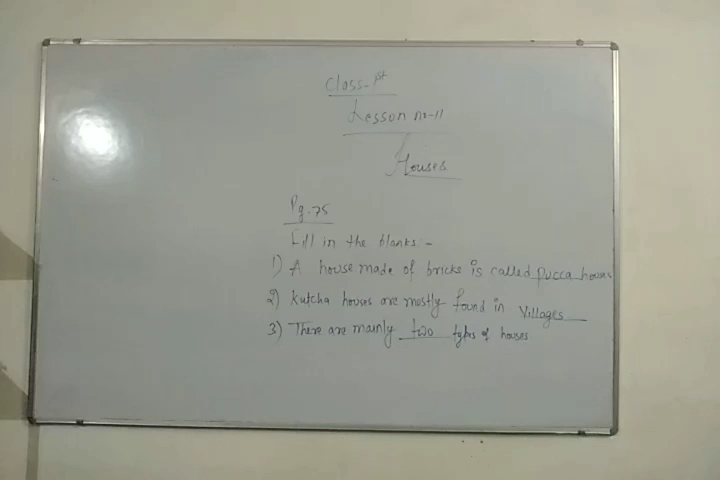 Class-1st
Lesson no-11
Houses
Pg.75
Fill in the blanks -
1) A house made of bricks is called pucca house
2) Kutcha houses are mostly found in villages
3) There are mainly two types of houses